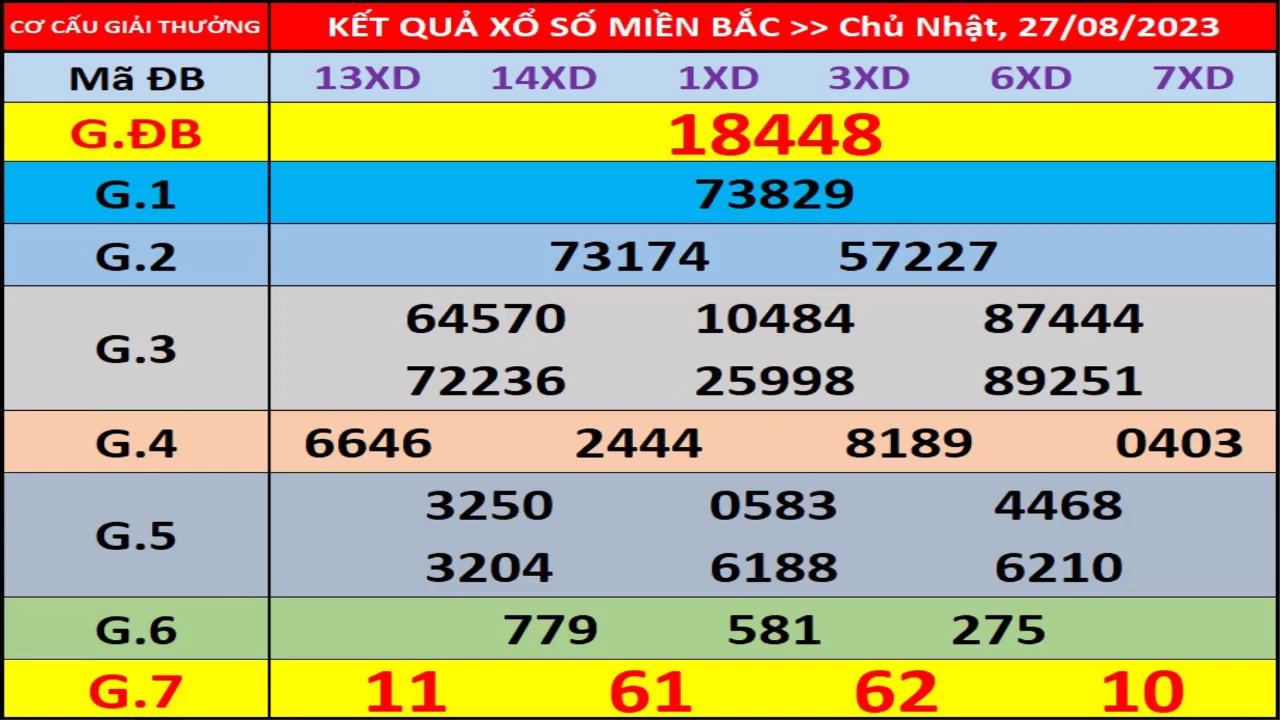 CƠ CẤU GIẢI THƯỞNG KẾT QUẢ XỔ SỐ MIỀN BẮC >> Chủ Nhật, 27/08/2023
Mã ĐB 13XD 14XD 1XD 3XD 6XD 7XD
G.ĐB 18448
G.1 73829
G.2 73174 57227
G.3
64570 10484 87444
72236 25998 89251
G.4 6646 2444 8189 0403
G.5
3250 0583 4468
3204 6188 6210
G.6 779 581 275
G.7 11 61 62 10